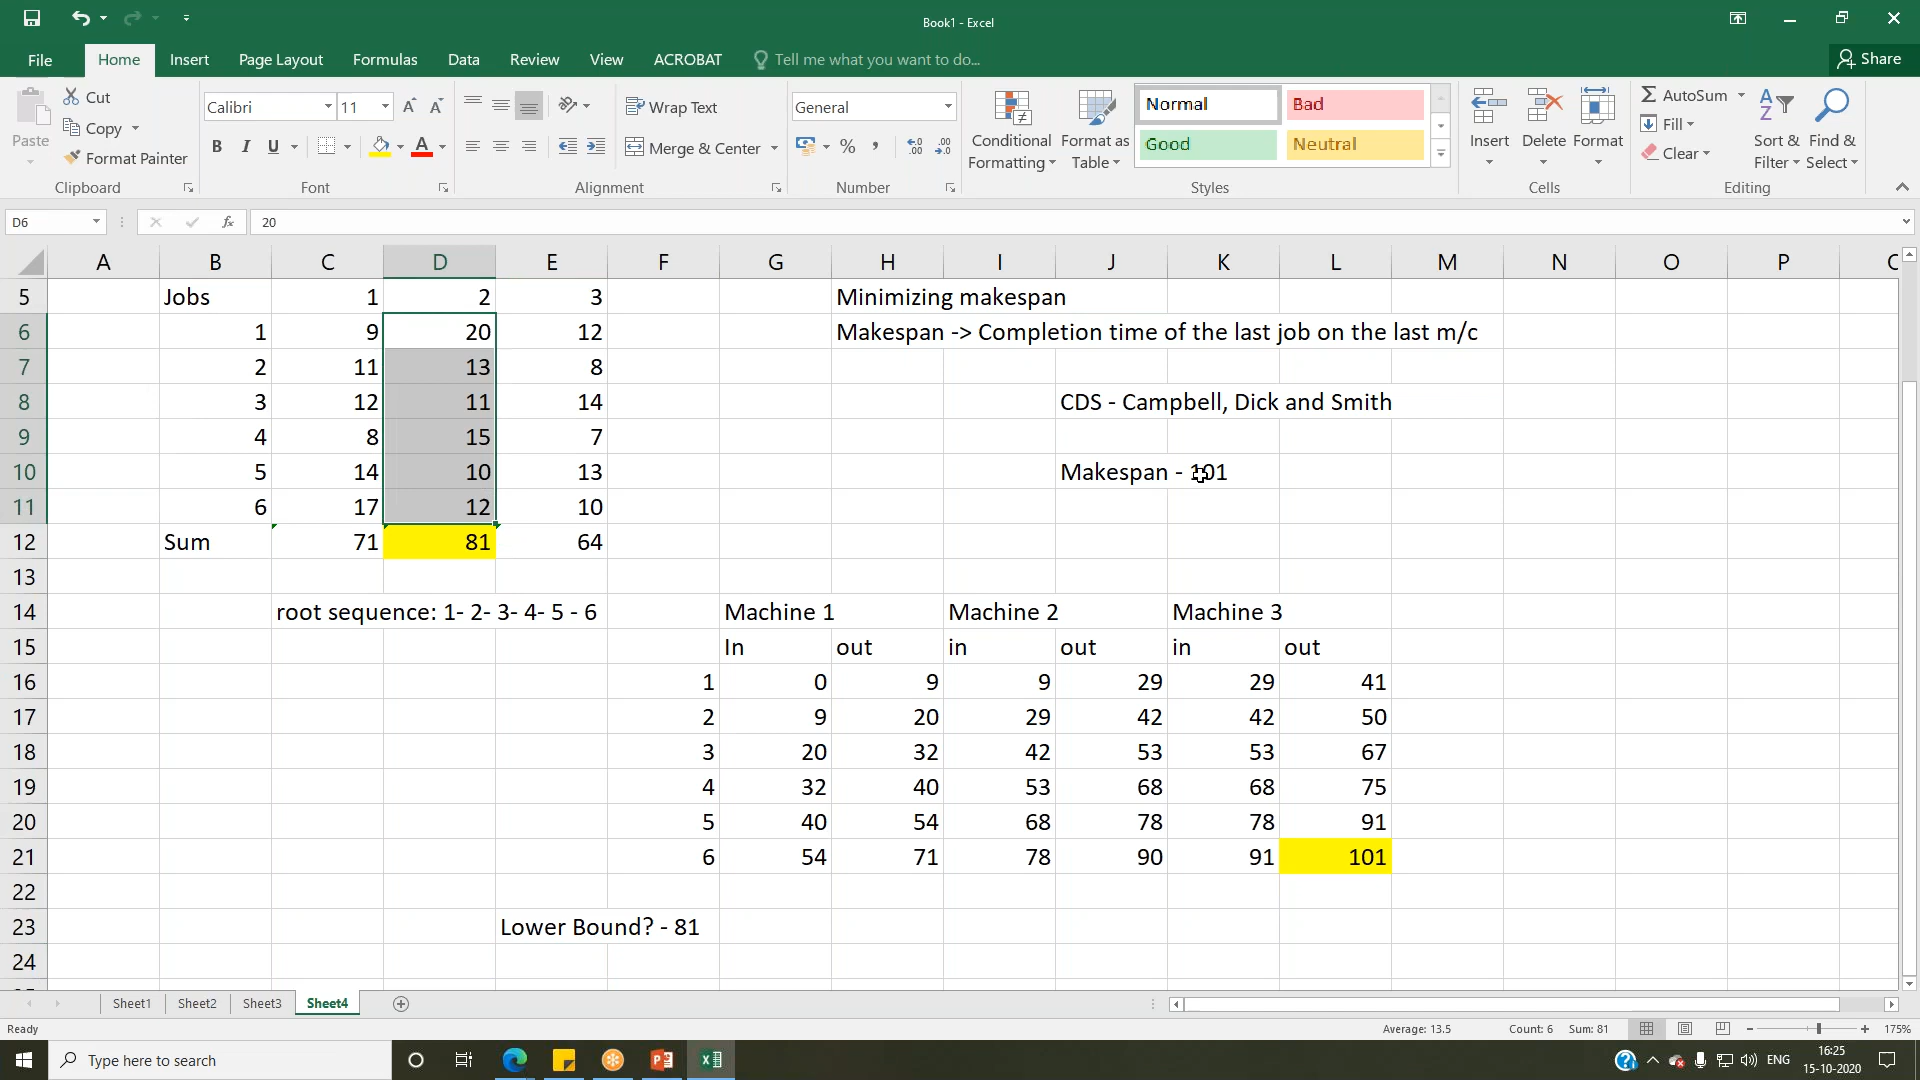 Book1 - Excel
File Home Insert Page Layout Formulas Data Review View ACROBAT Tell me what you want to do... Share
Paste Cut Copy Format Painter Clipboard
Calibri 11 A A B I U A Font
Wrap Text Merge & Center Alignment
General % , .0 .00 Number
Conditional Formatting Format as Table Normal Bad Good Neutral Styles
Insert Delete Format Cells
AutoSum Fill Clear Sort & Filter Find & Select Editing
D6 fx 20
A B C D E F G H I J K L M N O P
5 Jobs 1 2 3 Minimizing makespan
6 1 9 20 12 Makespan -> Completion time of the last job on the last m/c
7 2 11 13 8
8 3 12 11 14 CDS - Campbell, Dick and Smith
9 4 8 15 7
10 5 14 10 13 Makespan - 101
11 6 17 12 10
12 Sum 71 81 64
13
14 root sequence: 1- 2- 3- 4- 5 - 6 Machine 1 Machine 2 Machine 3
15 In out in out in out
16 1 0 9 9 29 29 41
17 2 9 20 29 42 42 50
18 3 20 32 42 53 53 67
19 4 32 40 53 68 68 75
20 5 40 54 68 78 78 91
21 6 54 71 78 90 91 101
22
23 Lower Bound? - 81
24
Sheet1 Sheet2 Sheet3 Sheet4
Ready Average: 13.5 Count: 6 Sum: 81 175%
Type here to search ENG 16:25
15-10-2020